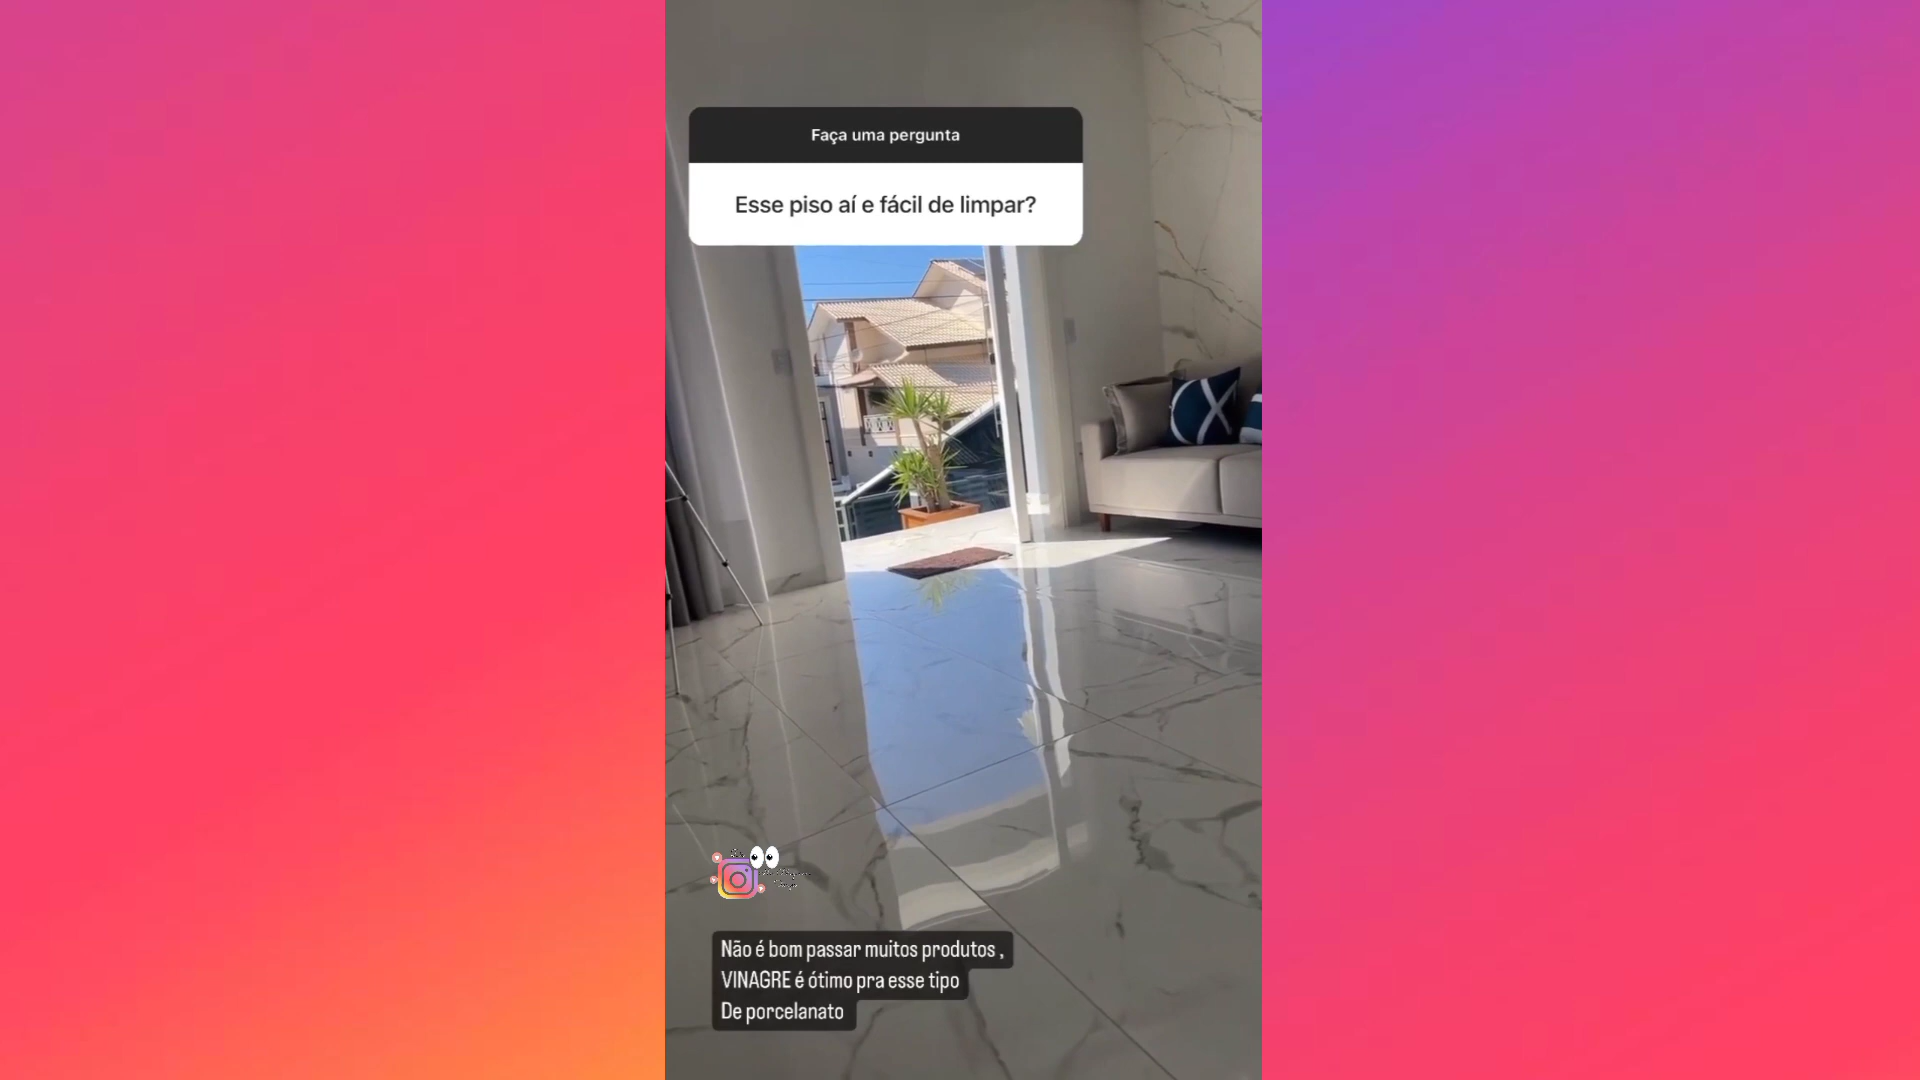 Faça uma pergunta
Esse piso aí e fácil de limpar?
Não é bom passar muitos produtos ,
VINAGRE é ótimo pra esse tipo
De porcelanato